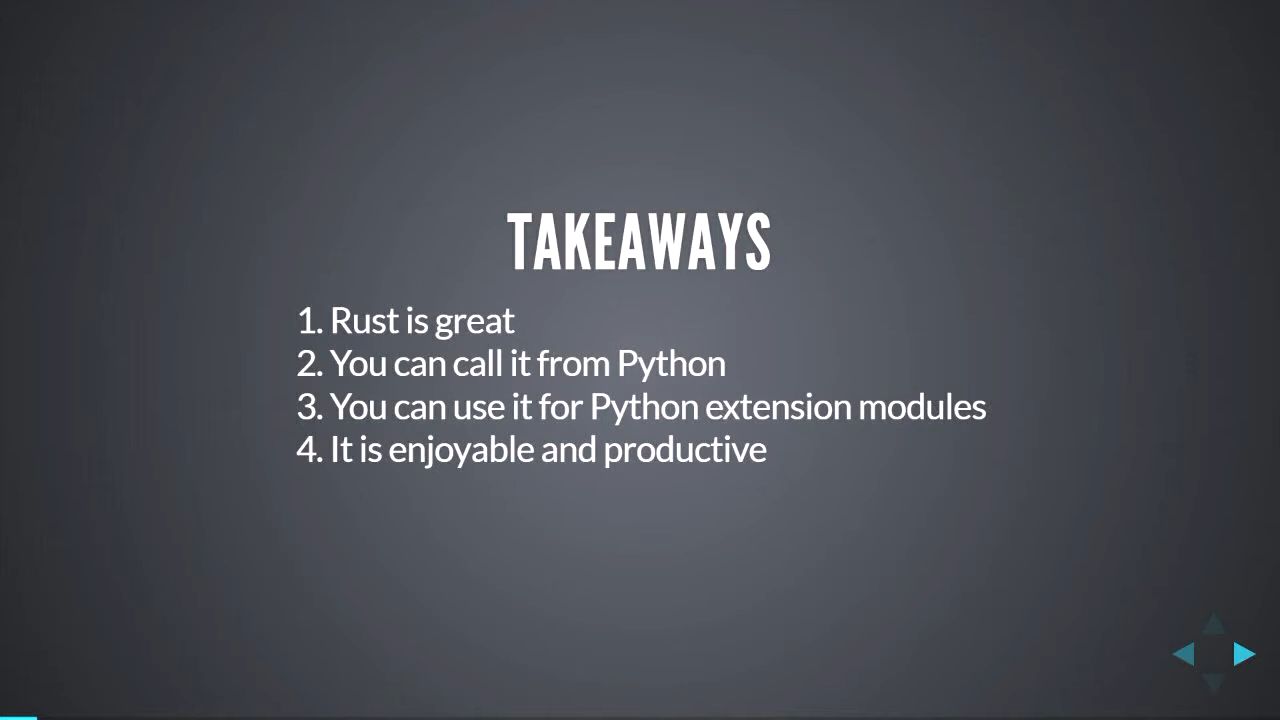 TAKEAWAYS
1. Rust is great
2. You can call it from Python
3. You can use it for Python extension modules
4. It is enjoyable and productive